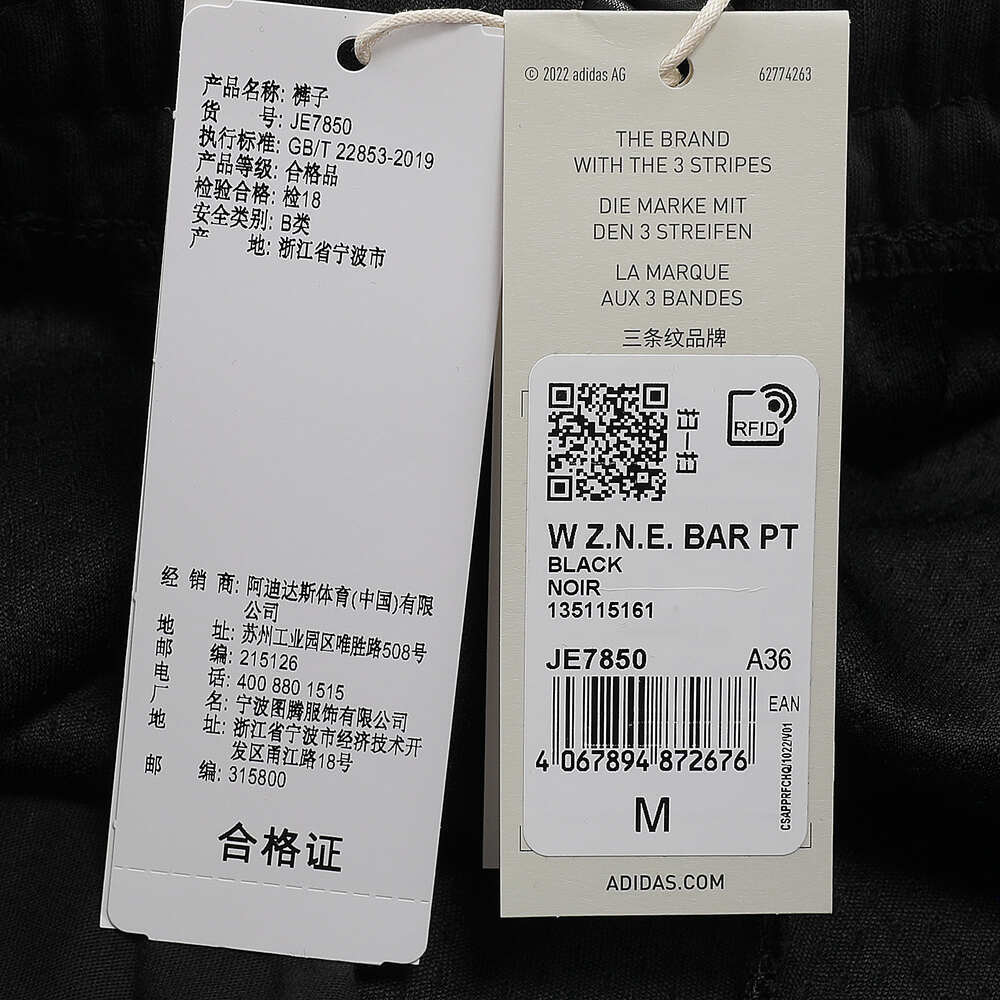 产品名称: 裤子
货 号: JE7850
执行标准: GB/T 22853-2019
产品等级: 合格品
检验合格: 检18
安全类别: B类
产 地: 浙江省宁波市
经 销 商: 阿迪达斯体育(中国)有限
公司
地 址: 苏州工业园区唯胜路508号
邮 编: 215126
电 话: 400 880 1515
厂 名: 宁波图腾服饰有限公司
地 址: 浙江省宁波市经济技术开
发区甬江路18号
邮 编: 315800
合格证
© 2022 adidas AG
62774263
THE BRAND
WITH THE 3 STRIPES
DIE MARKE MIT
DEN 3 STREIFEN
LA MARQUE
AUX 3 BANDES
三条纹品牌
扫一扫
RFID
W Z.N.E. BAR PT
BLACK
NOIR
135115161
JE7850 A36
EAN
4 067894 872676
CSAPPRFCHQ/1022/V01
M
ADIDAS.COM